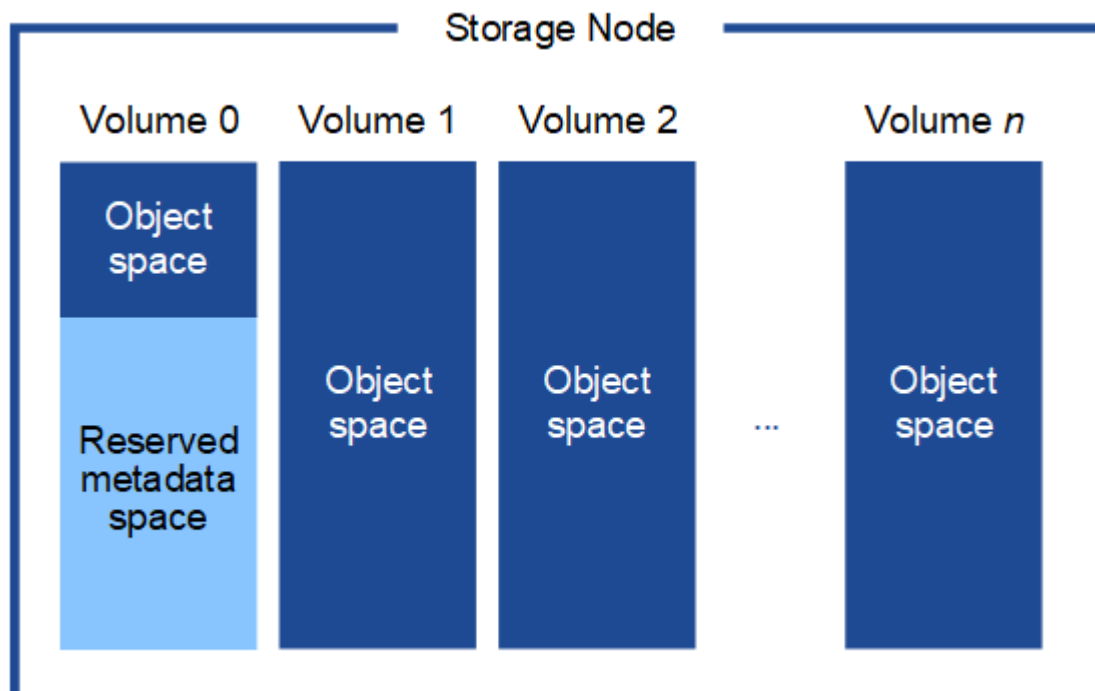 Storage Node
Volume 0
Volume 1
Volume 2
Volume n
Object
space
Reserved
metadata
space
Object
space
Object
space
...
Object
space